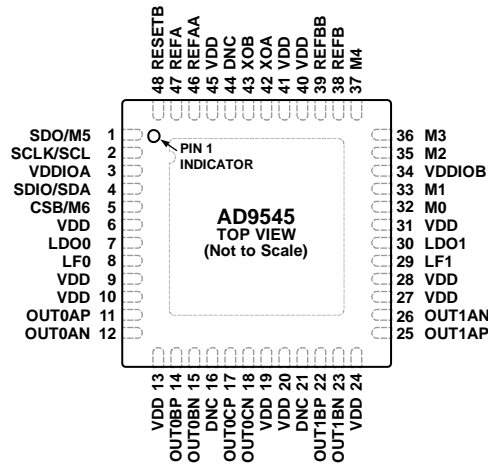 48 RESETB
47 REFA
46 REFAA
45 VDD
44 DNC
43 XOB
42 XOA
41 VDD
40 VDD
39 REFBB
38 REFB
37 M4
SDO/M5 1
SCLK/SCL 2
VDDIOA 3
SDIO/SDA 4
CSB/M6 5
VDD 6
LDO0 7
LF0 8
VDD 9
VDD 10
OUT0AP 11
OUT0AN 12
PIN 1
INDICATOR
AD9545
TOP VIEW
(Not to Scale)
36 M3
35 M2
34 VDDIOB
33 M1
32 M0
31 VDD
30 LDO1
29 LF1
28 VDD
27 VDD
26 OUT1AN
25 OUT1AP
VDD 13
OUT0BP 14
OUT0BN 15
DNC 16
OUT0CP 17
OUT0CN 18
VDD 19
VDD 20
DNC 21
OUT1BP 22
OUT1BN 23
VDD 24